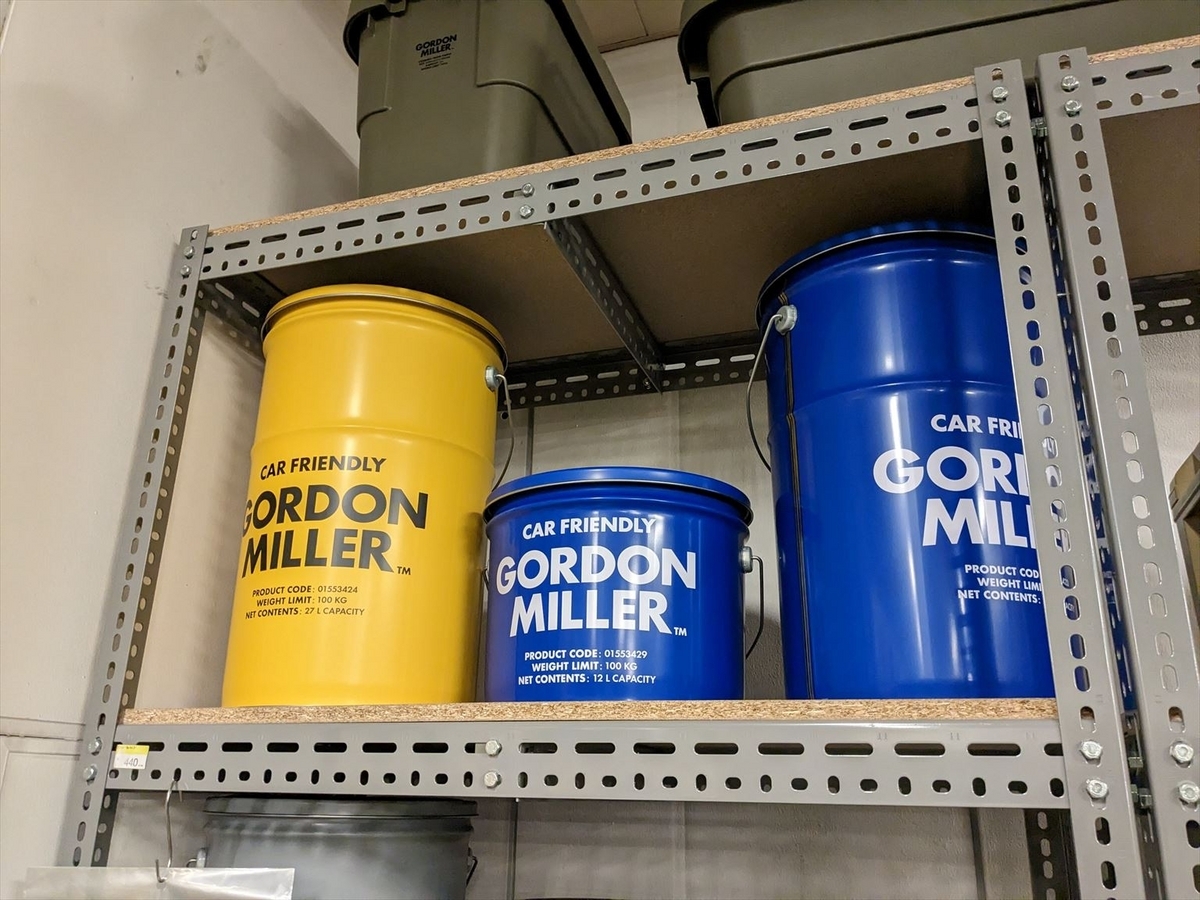 GORDON
MILLER
CAR FRIENDLY
GORDON
MILLER™
PRODUCT CODE: 01553424
WEIGHT LIMIT: 100 KG
NET CONTENTS: 27 L CAPACITY
CAR FRIENDLY
GORDON
MILLER™
PRODUCT CODE: 01553429
WEIGHT LIMIT: 100 KG
NET CONTENTS: 12 L CAPACITY
CAR FRI
GORD
MILL
PRODUCT COD
WEIGHT LIMI
NET CONTENTS:
440